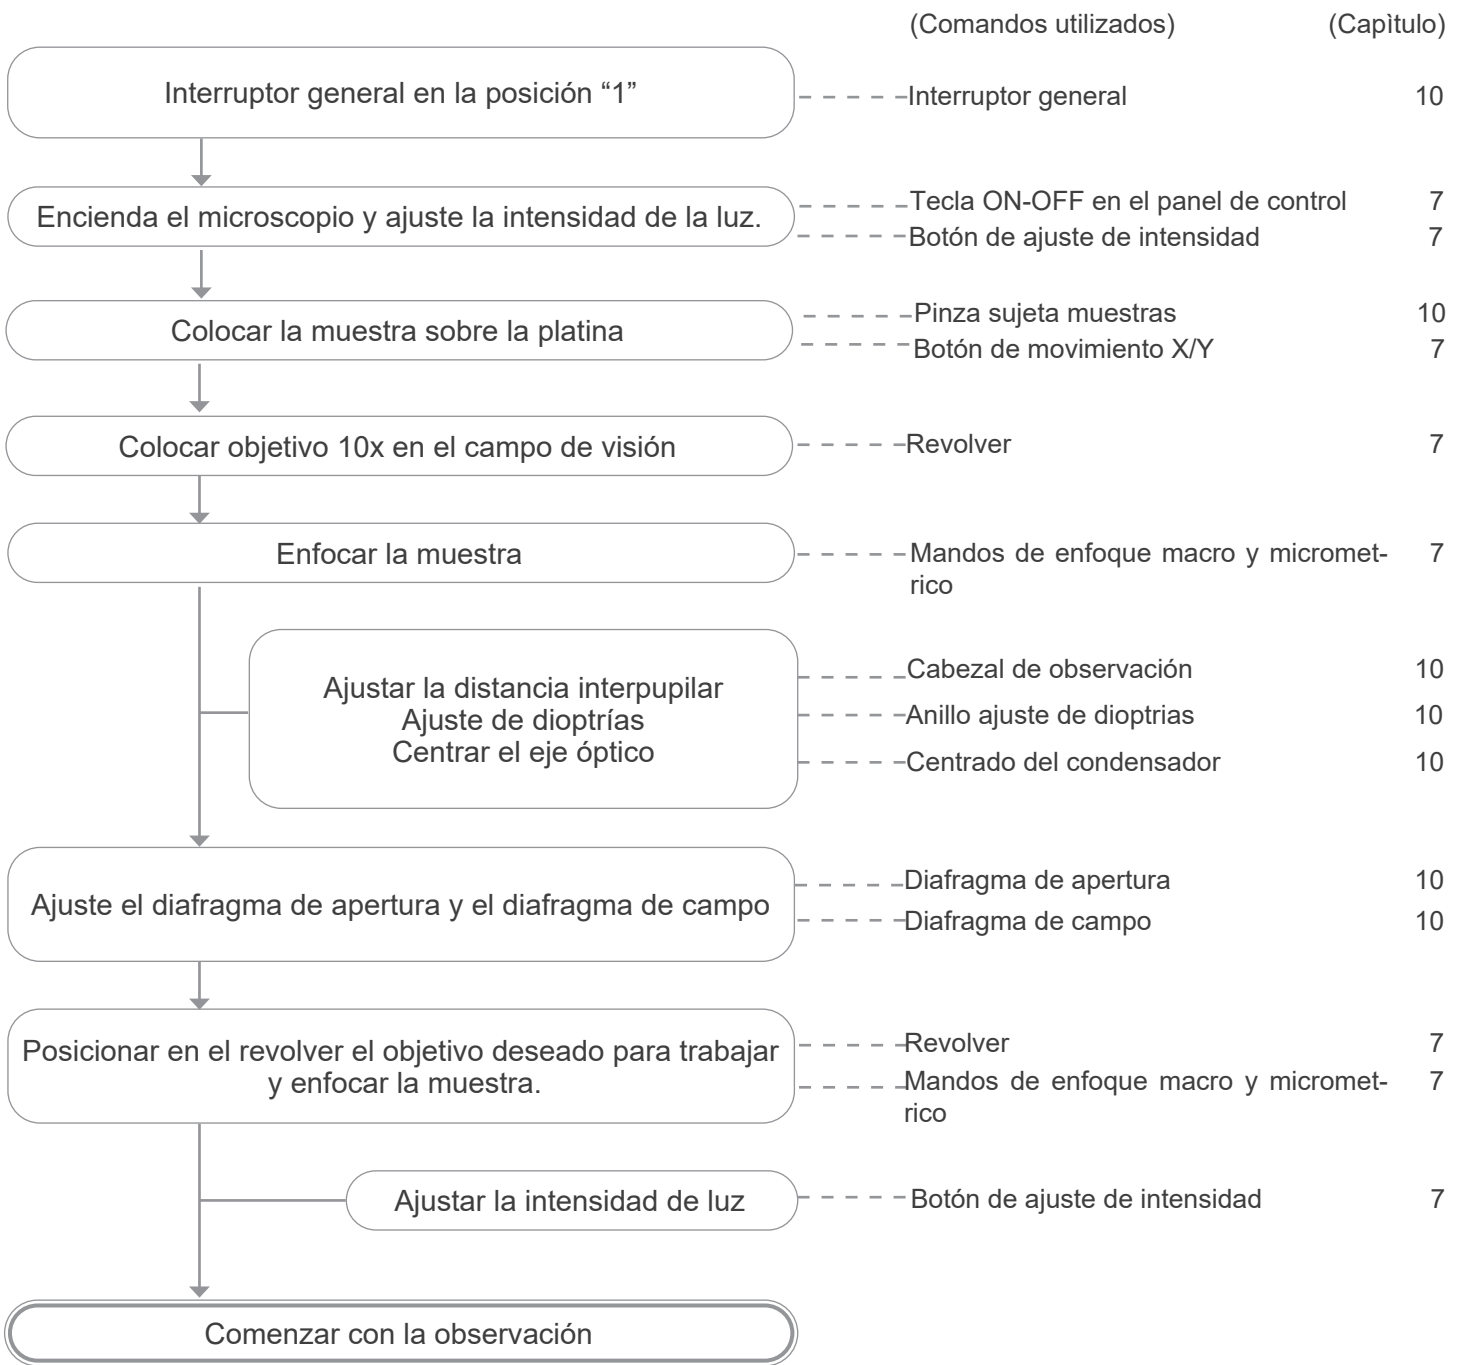 (Comandos utilizados) (Capìtulo)
Interruptor general en la posición “1”
Interruptor general 10
Encienda el microscopio y ajuste la intensidad de la luz.
Tecla ON-OFF en el panel de control 7
Botón de ajuste de intensidad 7
Colocar la muestra sobre la platina
Pinza sujeta muestras 10
Botón de movimiento X/Y 7
Colocar objetivo 10x en el campo de visión
Revolver 7
Enfocar la muestra
Mandos de enfoque macro y micromet- 7
rico
Ajustar la distancia interpupilar
Ajuste de dioptrías
Centrar el eje óptico
Cabezal de observación 10
Anillo ajuste de dioptrias 10
Centrado del condensador 10
Ajuste el diafragma de apertura y el diafragma de campo
Diafragma de apertura 10
Diafragma de campo 10
Posicionar en el revolver el objetivo deseado para trabajar
y enfocar la muestra.
Revolver 7
Mandos de enfoque macro y micromet- 7
rico
Ajustar la intensidad de luz
Botón de ajuste de intensidad 7
Comenzar con la observación